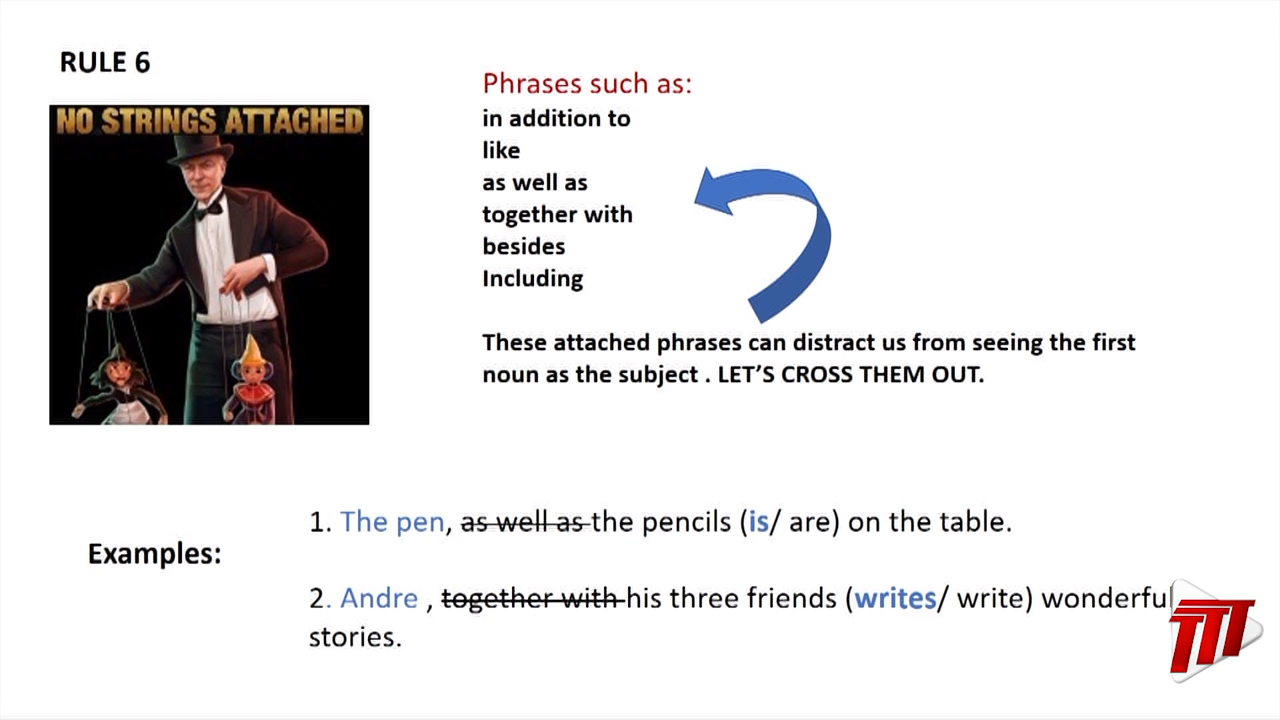 RULE 6
NO STRINGS ATTACHED
Phrases such as:
in addition to
like
as well as
together with
besides
Including
These attached phrases can distract us from seeing the first
noun as the subject . LET’S CROSS THEM OUT.
Examples:
1. The pen, as well as the pencils (is/ are) on the table.
2. Andre , together with his three friends (writes/ write) wonderful
stories.
TTT